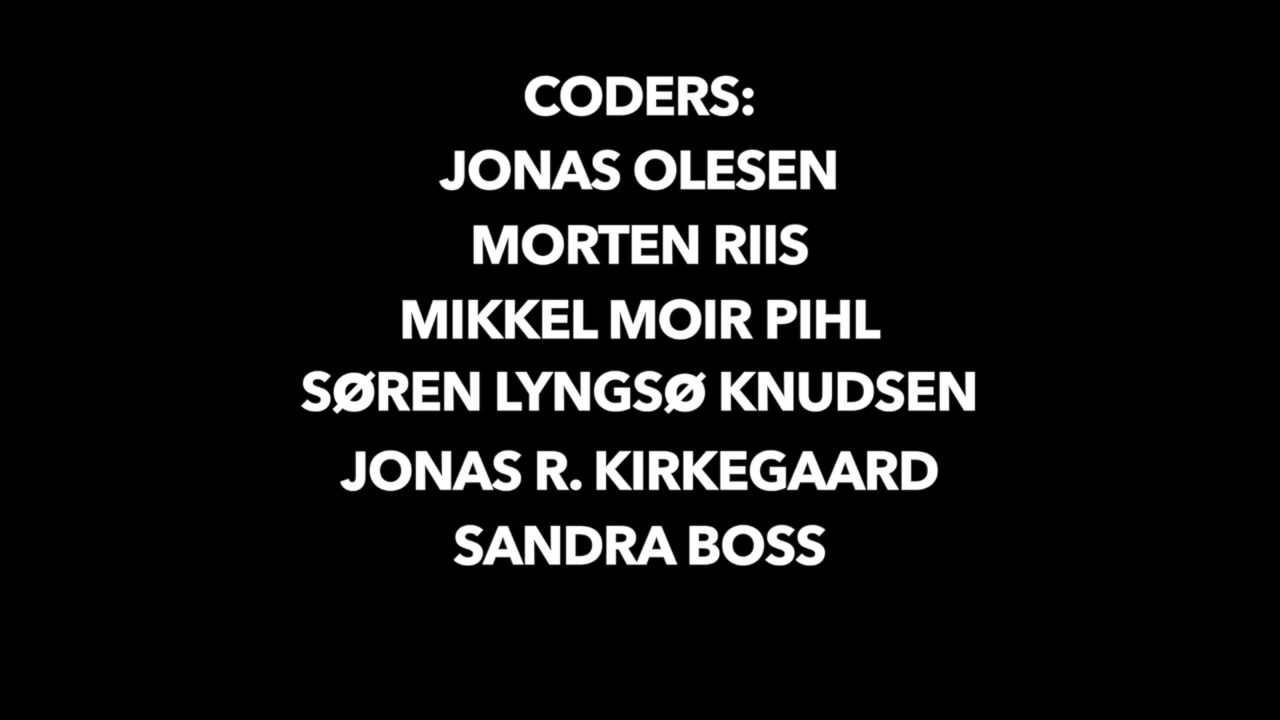 CODERS:
JONAS OLESEN
MORTEN RIIS
MIKKEL MOIR PIHL
SØREN LYNGSØ KNUDSEN
JONAS R. KIRKEGAARD
SANDRA BOSS